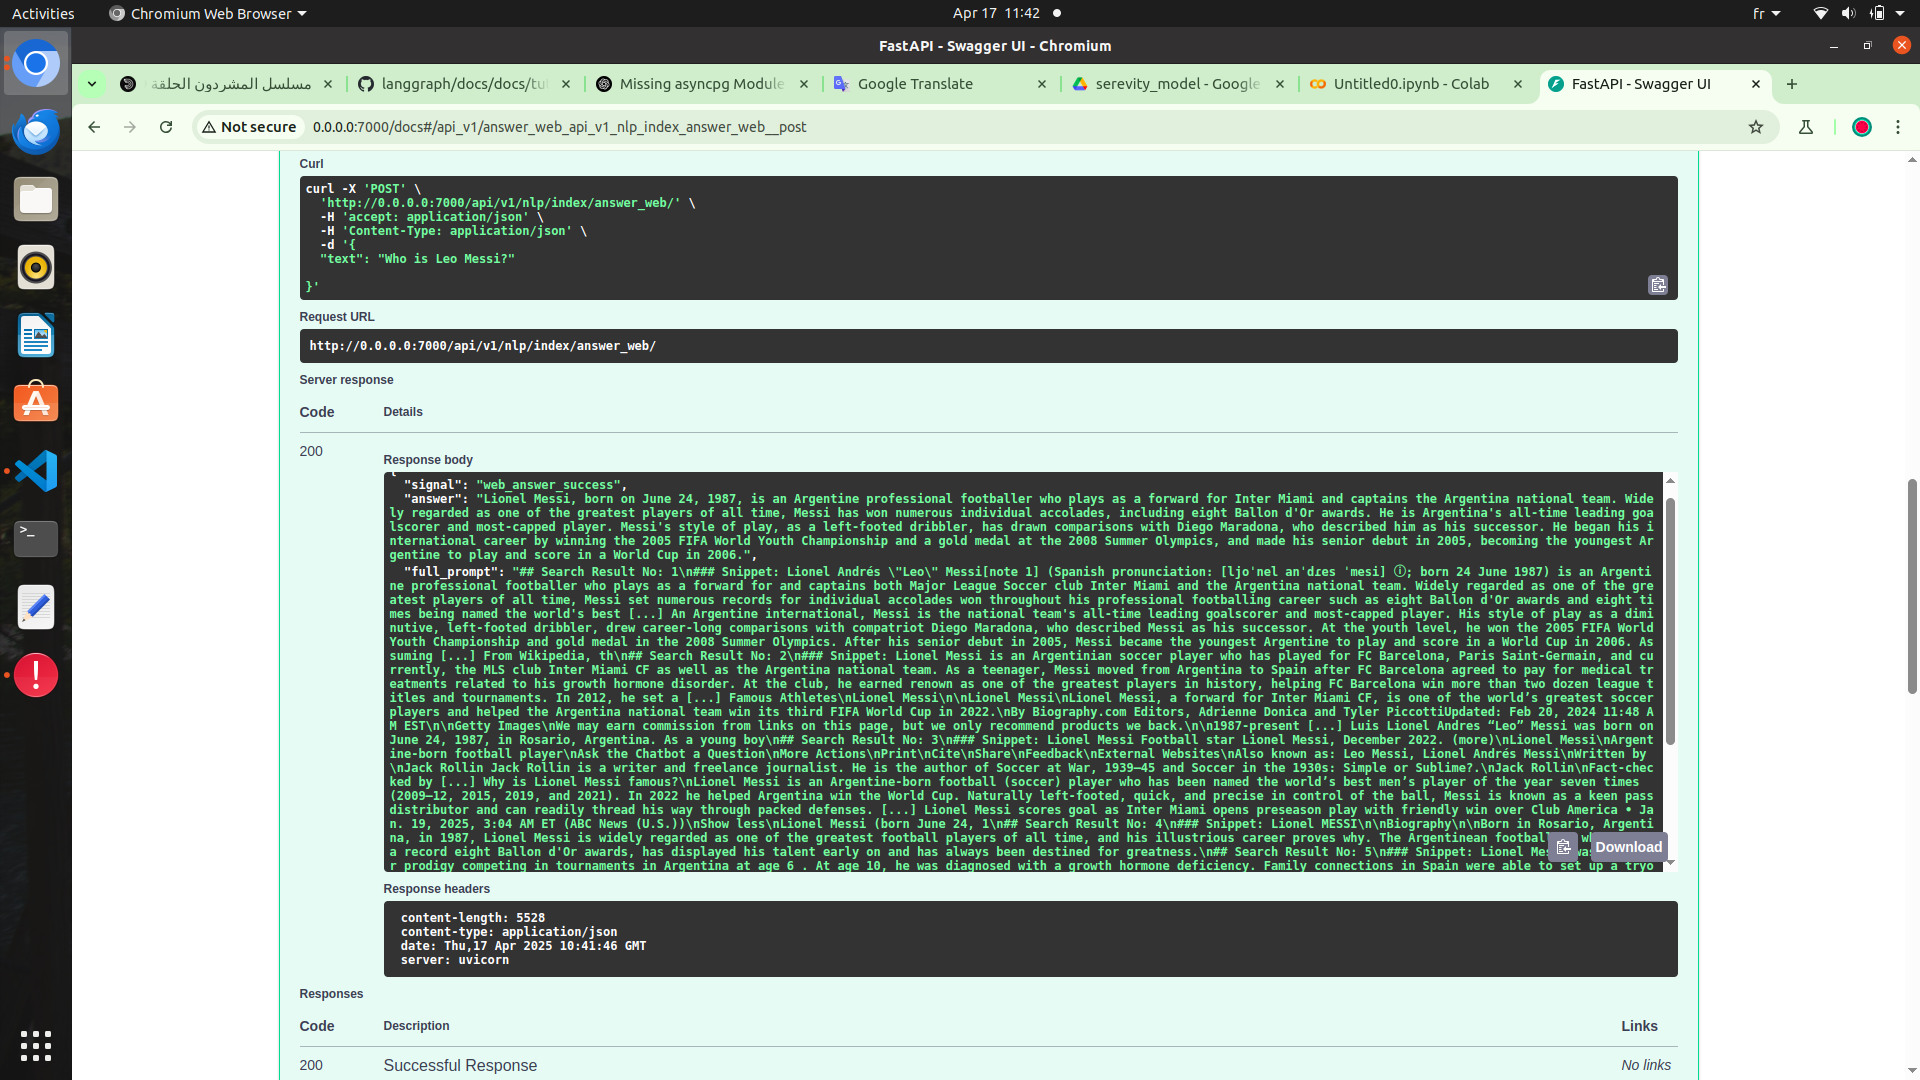 Activities
Chromium Web Browser
Apr 17 11:42
fr
FastAPI - Swagger UI - Chromium
مسلسل المشردون الحلقة
langgraph/docs/docs/tut
Missing asyncpg Module
Google Translate
serevity_model - Google
Untitled0.ipynb - Colab
FastAPI - Swagger UI
Not secure
0.0.0.0:7000/docs#/api_v1/answer_web_api_v1_nlp_index_answer_web__post
Curl
curl -X 'POST' \
'http://0.0.0.0:7000/api/v1/nlp/index/answer_web/' \
-H 'accept: application/json' \
-H 'Content-Type: application/json' \
-d '{
"text": "Who is Leo Messi?"
}'
Request URL
http://0.0.0.0:7000/api/v1/nlp/index/answer_web/
Server response
Code Details
200
Response body
"signal": "web_answer_success",
"answer": "Lionel Messi, born on June 24, 1987, is an Argentine professional footballer who plays as a forward for Inter Miami and captains the Argentina national team. Wide
ly regarded as one of the greatest players of all time, Messi has won numerous individual accolades, including eight Ballon d'Or awards. He is Argentina's all-time leading goa
lscorer and most-capped player. Messi's style of play, as a left-footed dribbler, has drawn comparisons with Diego Maradona, who described him as his successor. He began his i
nternational career by winning the 2005 FIFA World Youth Championship and a gold medal at the 2008 Summer Olympics, and made his senior debut in 2005, becoming the youngest Ar
gentine to play and score in a World Cup in 2006.",
"full_prompt": "## Search Result No: 1\n### Snippet: Lionel Andrés \"Leo\" Messi[note 1] (Spanish pronunciation: [ljoˈnel anˈdɾes ˈmesi] ⓘ; born 24 June 1987) is an Argenti
ne professional footballer who plays as a forward for and captains both Major League Soccer club Inter Miami and the Argentina national team. Widely regarded as one of the gre
atest players of all time, Messi set numerous records for individual accolades won throughout his professional footballing career such as eight Ballon d'Or awards and eight ti
mes being named the world's best [...] An Argentine international, Messi is the national team's all-time leading goalscorer and most-capped player. His style of play as a dimi
nutive, left-footed dribbler, drew career-long comparisons with compatriot Diego Maradona, who described Messi as his successor. At the youth level, he won the 2005 FIFA World
Youth Championship and gold medal in the 2008 Summer Olympics. After his senior debut in 2005, Messi became the youngest Argentine to play and score in a World Cup in 2006. As
suming [...] From Wikipedia, th\n## Search Result No: 2\n### Snippet: Lionel Messi is an Argentinian soccer player who has played for FC Barcelona, Paris Saint-Germain, and cu
rrently, the MLS club Inter Miami CF as well as the Argentina national team. As a teenager, Messi moved from Argentina to Spain after FC Barcelona agreed to pay for medical tr
eatments related to his growth hormone disorder. At the club, he earned renown as one of the greatest players in history, helping FC Barcelona win more than two dozen league t
itles and tournaments. In 2012, he set a [...] Famous Athletes\nLionel Messi\n\nLionel Messi\nLionel Messi, a forward for Inter Miami CF, is one of the world’s greatest soccer
players and helped the Argentina national team win its third FIFA World Cup in 2022.\nBy Biography.com Editors, Adrienne Donica and Tyler PiccottiUpdated: Feb 20, 2024 11:48 A
M EST\n\nGetty Images\nWe may earn commission from links on this page, but we only recommend products we back.\n\n1987-present [...] Luis Lionel Andres “Leo” Messi was born on
June 24, 1987, in Rosario, Argentina. As a young boy\n## Search Result No: 3\n### Snippet: Lionel Messi Football star Lionel Messi, December 2022. (more)\nLionel Messi\nArgent
ine-born football player\nAsk the Chatbot a Question\nMore Actions\nPrint\nCite\nShare\nFeedback\nExternal Websites\nAlso known as: Leo Messi, Lionel Andrés Messi\nWritten by
\nJack Rollin Jack Rollin is a writer and freelance journalist. He is the author of Soccer at War, 1939–45 and Soccer in the 1930s: Simple or Sublime?.\nJack Rollin\nFact-chec
ked by [...] Why is Lionel Messi famous?\nLionel Messi is an Argentine-born football (soccer) player who has been named the world’s best men’s player of the year seven times
(2009–12, 2015, 2019, and 2021). In 2022 he helped Argentina win the World Cup. Naturally left-footed, quick, and precise in control of the ball, Messi is known as a keen pass
distributor and can readily thread his way through packed defenses. [...] Lionel Messi scores goal as Inter Miami opens preseason play with friendly win over Club America • Ja
n. 19, 2025, 3:04 AM ET (ABC News (U.S.))\nShow less\nLionel Messi (born June 24, 1\n## Search Result No: 4\n### Snippet: Lionel MESSI\n\nBiography\n\nBorn in Rosario, Argenti
na, in 1987, Lionel Messi is widely regarded as one of the greatest football players of all time, and his illustrious career proves why. The Argentinean footbal
a record eight Ballon d'Or awards, has displayed his talent early on and has always been destined for greatness.\n## Search Result No: 5\n### Snippet: Lionel Me
r prodigy competing in tournaments in Argentina at age 6 . At age 10, he was diagnosed with a growth hormone deficiency. Family connections in Spain were able to set up a tryo
Download
Response headers
content-length: 5528
content-type: application/json
date: Thu,17 Apr 2025 10:41:46 GMT
server: uvicorn
Responses
Code Description Links
200 Successful Response No links